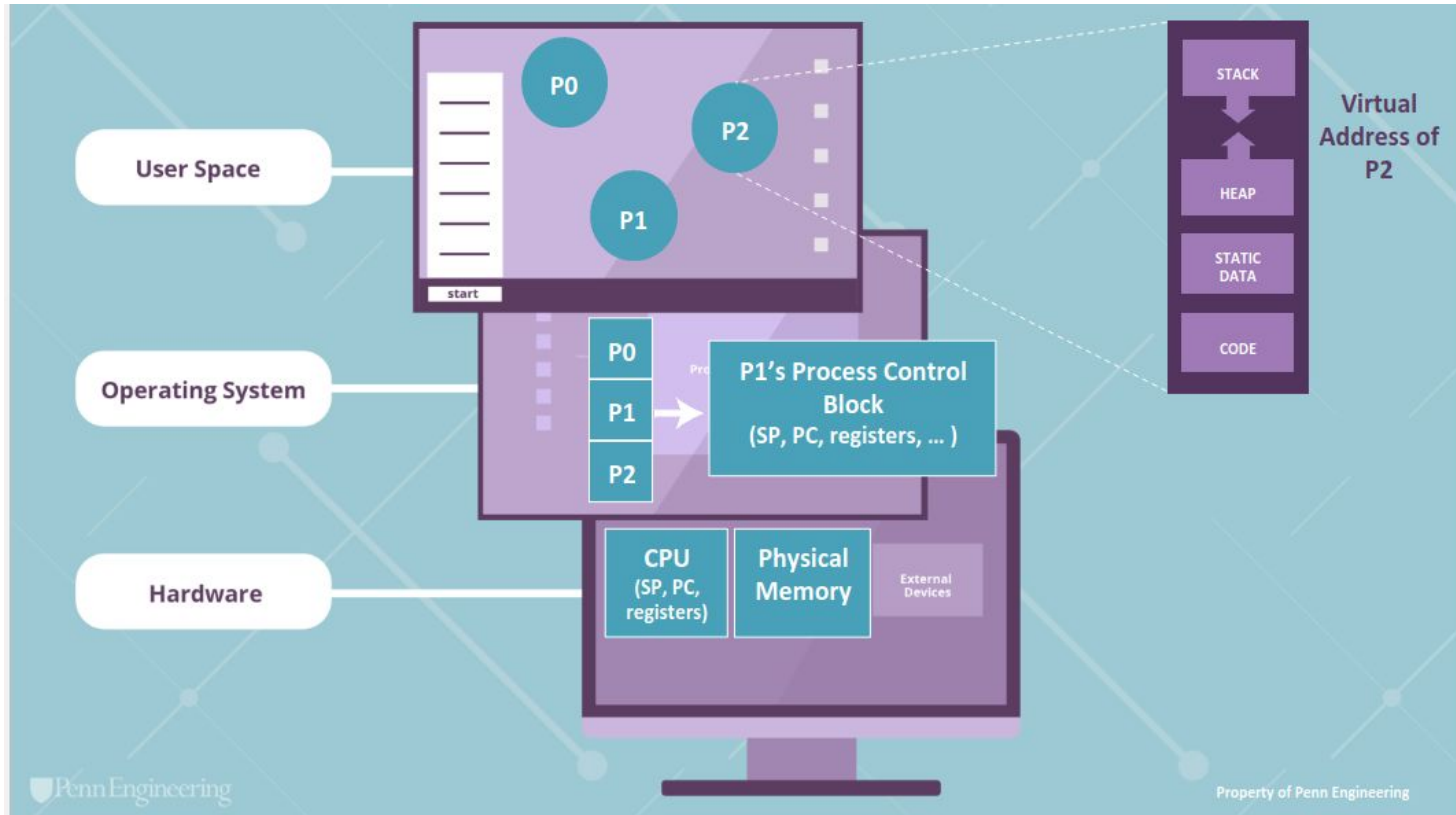 User Space
P0
P2
P1
start
STACK
HEAP
STATIC
DATA
CODE
Virtual
Address of
P2
Operating System
P0
P1
P2
P1's Process Control
Block
(SP, PC, registers, ... )
Hardware
CPU
(SP, PC,
registers)
Physical
Memory
External
Devices
Penn Engineering
Property of Penn Engineering